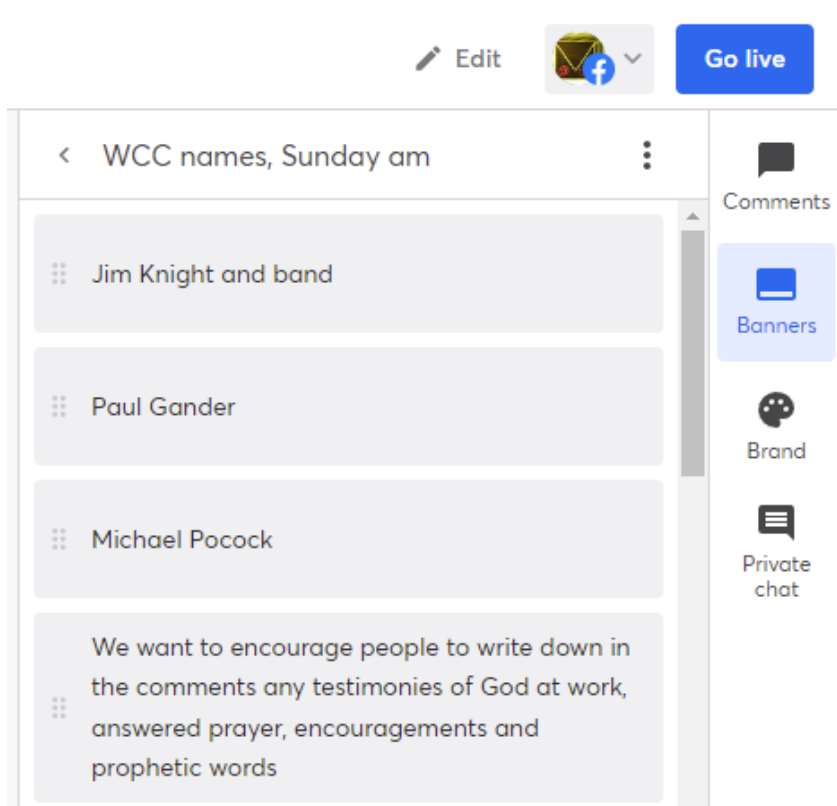 Edit
Go live
WCC names, Sunday am
Comments
Jim Knight and band
Banners
Paul Gander
Brand
Michael Pocock
Private
chat
We want to encourage people to write down in
the comments any testimonies of God at work,
answered prayer, encouragements and
prophetic words